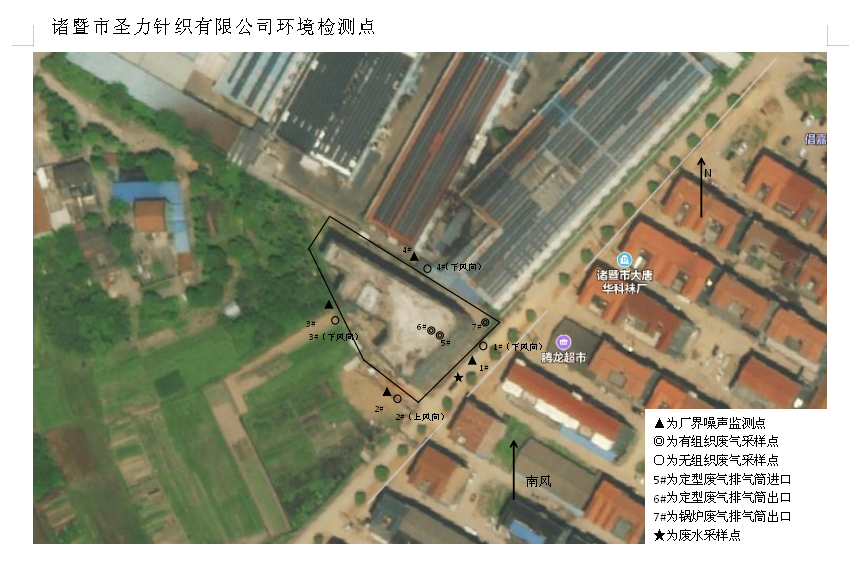 诸暨市圣力针织有限公司环境检测点
倡嘉
N
4#
4#(下风向)
诸暨市大唐
华科袜厂
3#
3#(下风向)
6#
5#
7#
1#(下风向)
1#
腾龙超市
2#
2#(上风向)
南风
▲为厂界噪声监测点
◎为有组织废气采样点
○为无组织废气采样点
5#为定型废气排气筒进口
6#为定型废气排气筒出口
7#为锅炉废气排气筒出口
★为废水采样点